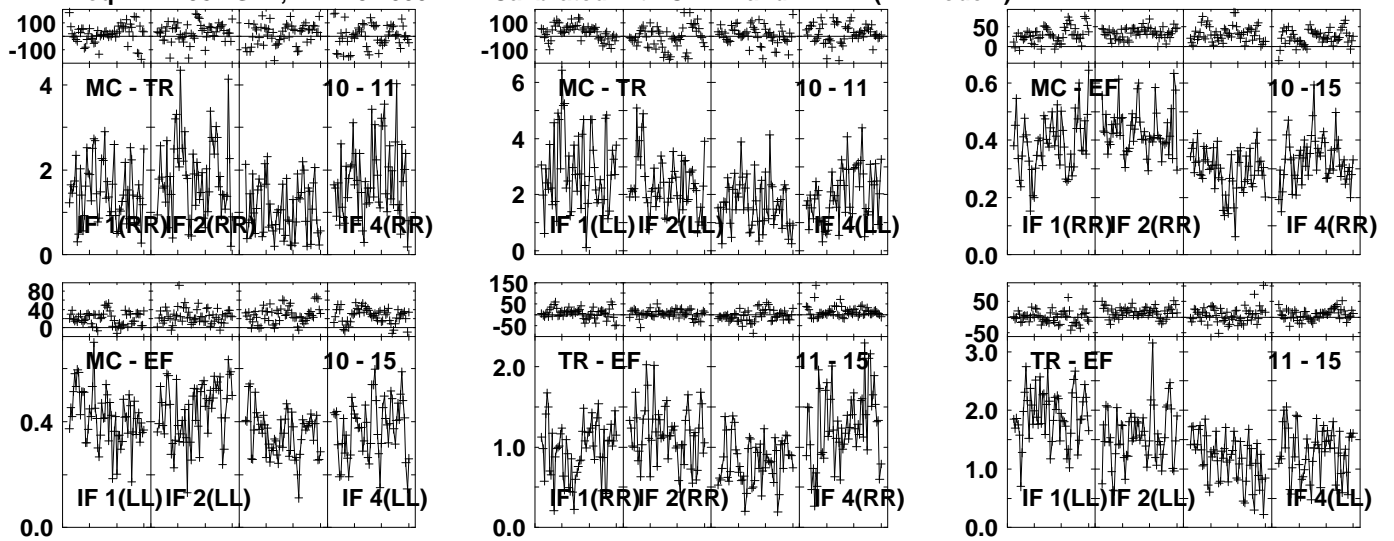 100
-100
MC - TR 10 - 11
4
2
0
IF 1(RR) IF 2(RR) IF 4(RR)
100
-100
MC - TR 10 - 11
6
4
2
0
IF 1(LL) IF 2(LL) IF 4(LL)
50
0
MC - EF 10 - 15
0.6
0.4
0.2
0.0
IF 1(RR) IF 2(RR) IF 4(RR)
80
40
0
MC - EF 10 - 15
0.4
0.0
IF 1(LL) IF 2(LL) IF 4(LL)
150
50
-50
TR - EF 11 - 15
2.0
1.0
0.0
IF 1(RR) IF 2(RR) IF 4(RR)
50
-50
TR - EF 11 - 15
3.0
2.0
1.0
0.0
IF 1(LL) IF 2(LL) IF 4(LL)